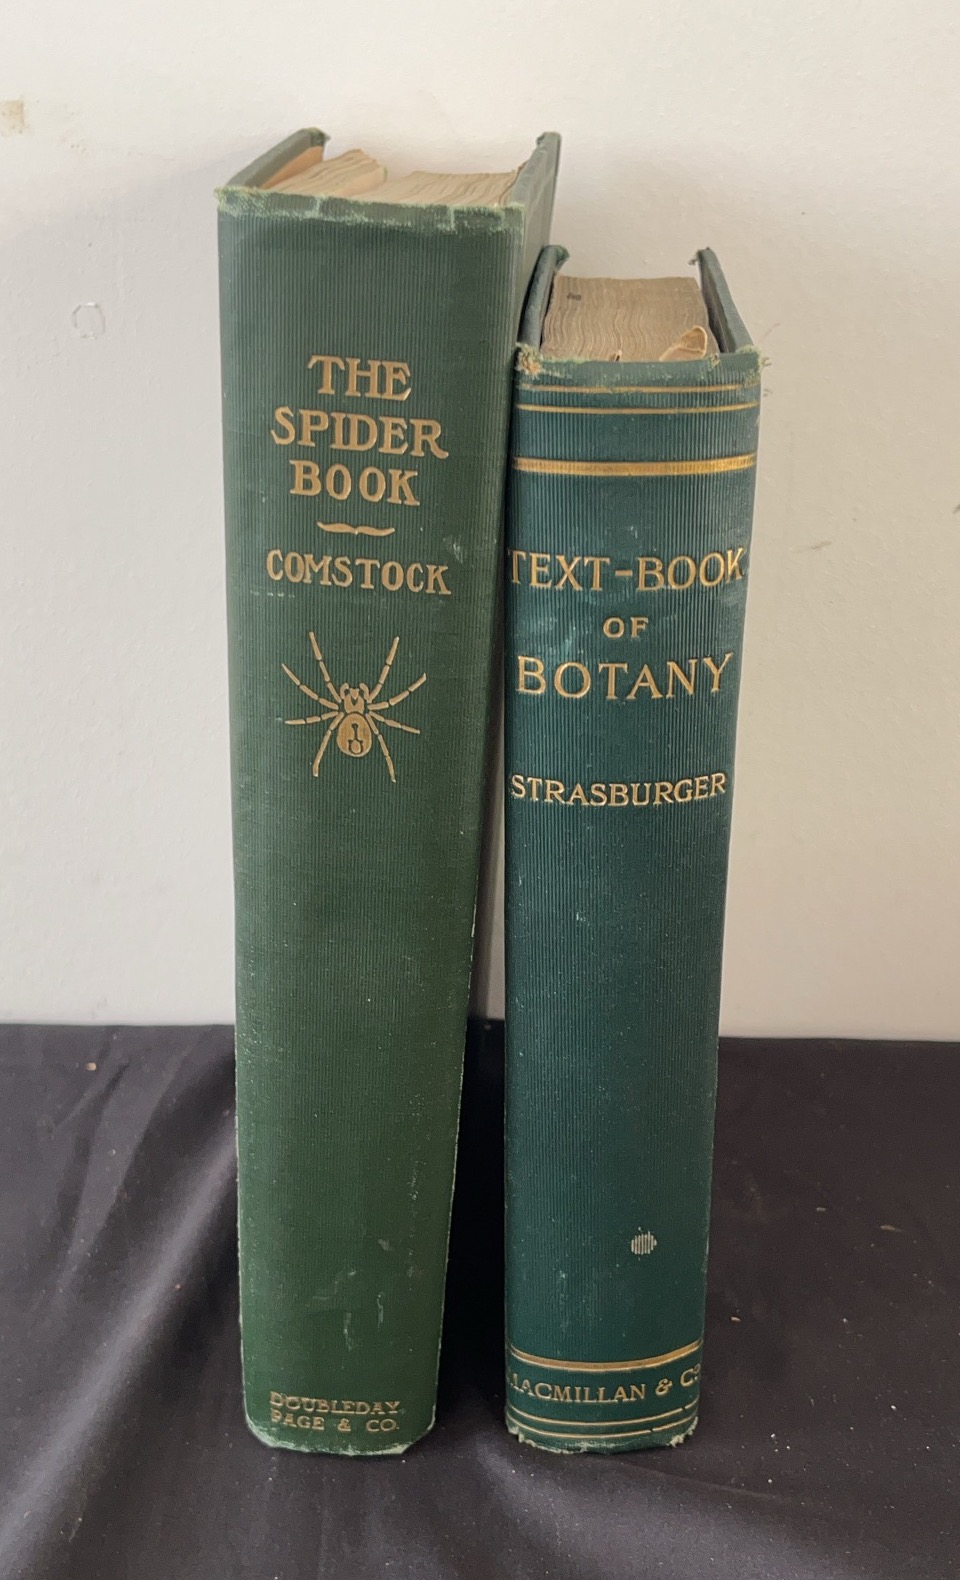 THE
SPIDER
BOOK
COMSTOCK
DOUBLEDAY,
PAGE & CO.
TEXT-BOOK
OF
BOTANY
STRASBURGER
MACMILLAN & CO.